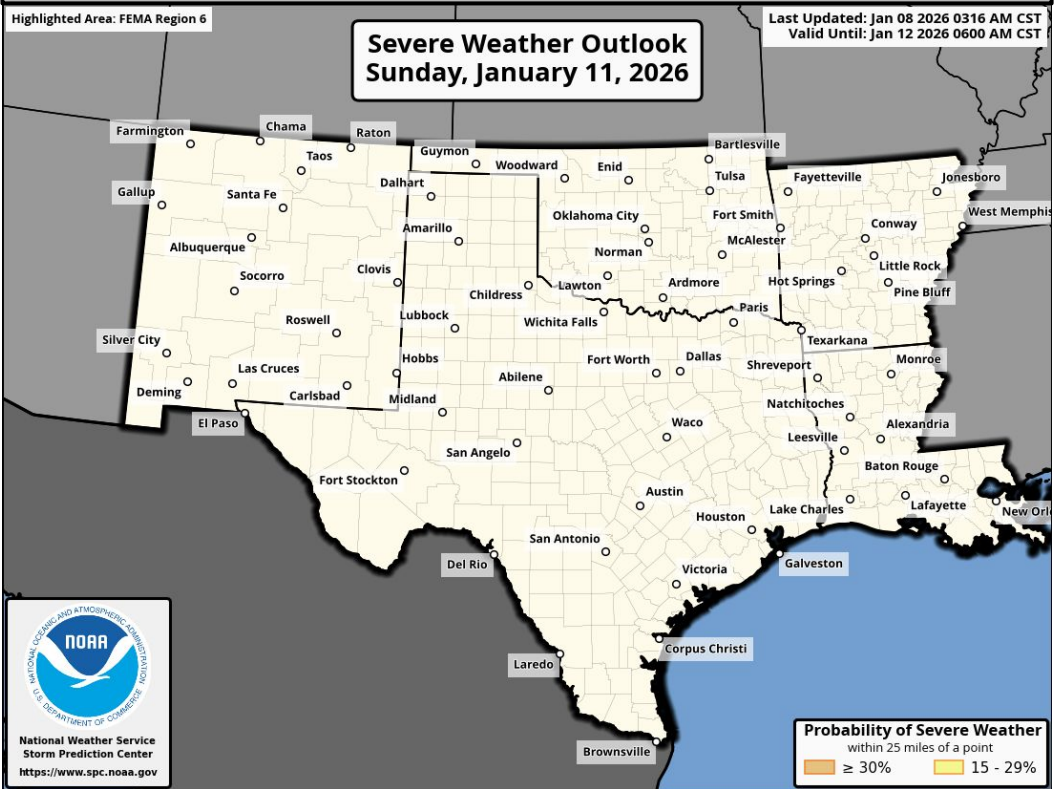 Highlighted Area: FEMA Region 6
Last Updated: Jan 08 2026 0316 AM CST
Valid Until: Jan 12 2026 0600 AM CST
Severe Weather Outlook
Sunday, January 11, 2026
Farmington
Chama
Raton
Taos
Guymon
Woodward
Enid
Bartlesville
Tulsa
Fayetteville
Jonesboro
Gallup
Santa Fe
Dalhart
Amarillo
Oklahoma City
Fort Smith
West Memphis
Conway
Albuquerque
Norman
McAlester
Socorro
Clovis
Little Rock
Hot Springs
Childress
Lawton
Ardmore
Pine Bluff
Roswell
Lubbock
Wichita Falls
Paris
Silver City
Texarkana
Hobbs
Fort Worth
Dallas
Shreveport
Monroe
Las Cruces
Abilene
Deming
Carlsbad
Midland
Natchitoches
El Paso
Waco
Alexandria
Leesville
San Angelo
Baton Rouge
Fort Stockton
Austin
Lake Charles
Lafayette
New Orl
Houston
San Antonio
Del Rio
Galveston
Victoria
Corpus Christi
Laredo
Brownsville
NATIONAL OCEANIC AND ATMOSPHERIC ADMINISTRATION
NOAA
U.S. DEPARTMENT OF COMMERCE
National Weather Service
Storm Prediction Center
https://www.spc.noaa.gov
Probability of Severe Weather
within 25 miles of a point
≥ 30%
15 - 29%